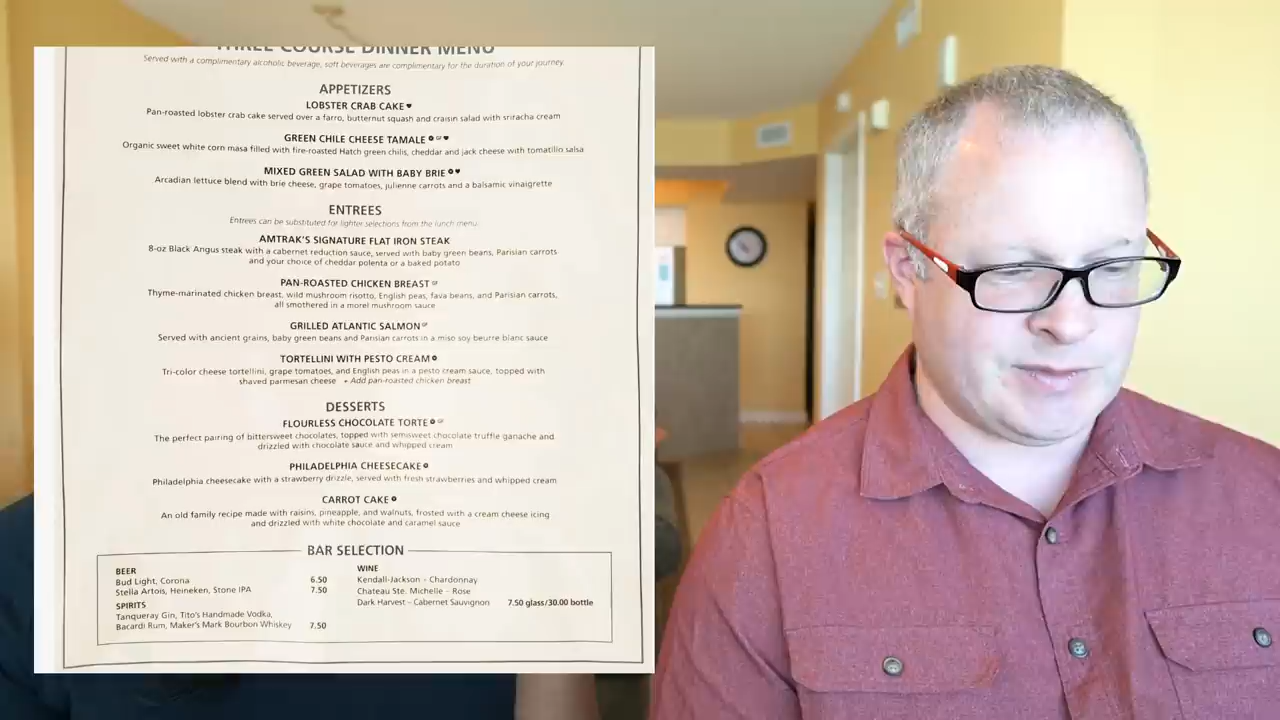 THREE COURSE DINNER MENU
Served with a complimentary alcoholic beverage, soft beverages are complimentary for the duration of your journey.
APPETIZERS
LOBSTER CRAB CAKE
Pan-roasted lobster crab cake served over a farro, butternut squash and craisin salad with sriracha cream
GREEN CHILE CHEESE TAMALE
Organic sweet white corn masa filled with fire-roasted Hatch green chilis, cheddar and jack cheese with tomatillo salsa
MIXED GREEN SALAD WITH BABY BRIE
Arcadian lettuce blend with brie cheese, grape tomatoes, julienne carrots and a balsamic vinaigrette
ENTREES
Entrees can be substituted for lighter selections from the lunch menu.
AMTRAK'S SIGNATURE FLAT IRON STEAK
8-oz Black Angus steak with a cabernet reduction sauce, served with baby green beans, Parisian carrots
and your choice of cheddar polenta or a baked potato
PAN-ROASTED CHICKEN BREAST GF
Thyme-marinated chicken breast, wild mushroom risotto, English peas, fava beans, and Parisian carrots,
all smothered in a morel mushroom sauce
GRILLED ATLANTIC SALMON GF
Served with ancient grains, baby green beans and Parisian carrots in a miso soy beurre blanc sauce
TORTELLINI WITH PESTO CREAM
Tri-color cheese tortellini, grape tomatoes, and English peas in a pesto cream sauce, topped with
shaved parmesan cheese + Add pan-roasted chicken breast
DESSERTS
FLOURLESS CHOCOLATE TORTE GF
The perfect pairing of bittersweet chocolates, topped with semisweet chocolate truffle ganache and
drizzled with chocolate sauce and whipped cream
PHILADELPHIA CHEESECAKE
Philadelphia cheesecake with a strawberry drizzle, served with fresh strawberries and whipped cream
CARROT CAKE
An old family recipe made with raisins, pineapple, and walnuts, frosted with a cream cheese icing
and drizzled with white chocolate and caramel sauce
BAR SELECTION
BEER
Bud Light, Corona 6.50
Stella Artois, Heineken, Stone IPA 7.50
SPIRITS
Tanqueray Gin, Tito's Handmade Vodka,
Bacardi Rum, Maker's Mark Bourbon Whiskey 7.50
WINE
Kendall-Jackson - Chardonnay
Chateau Ste. Michelle - Rose
Dark Harvest - Cabernet Sauvignon 7.50 glass/30.00 bottle